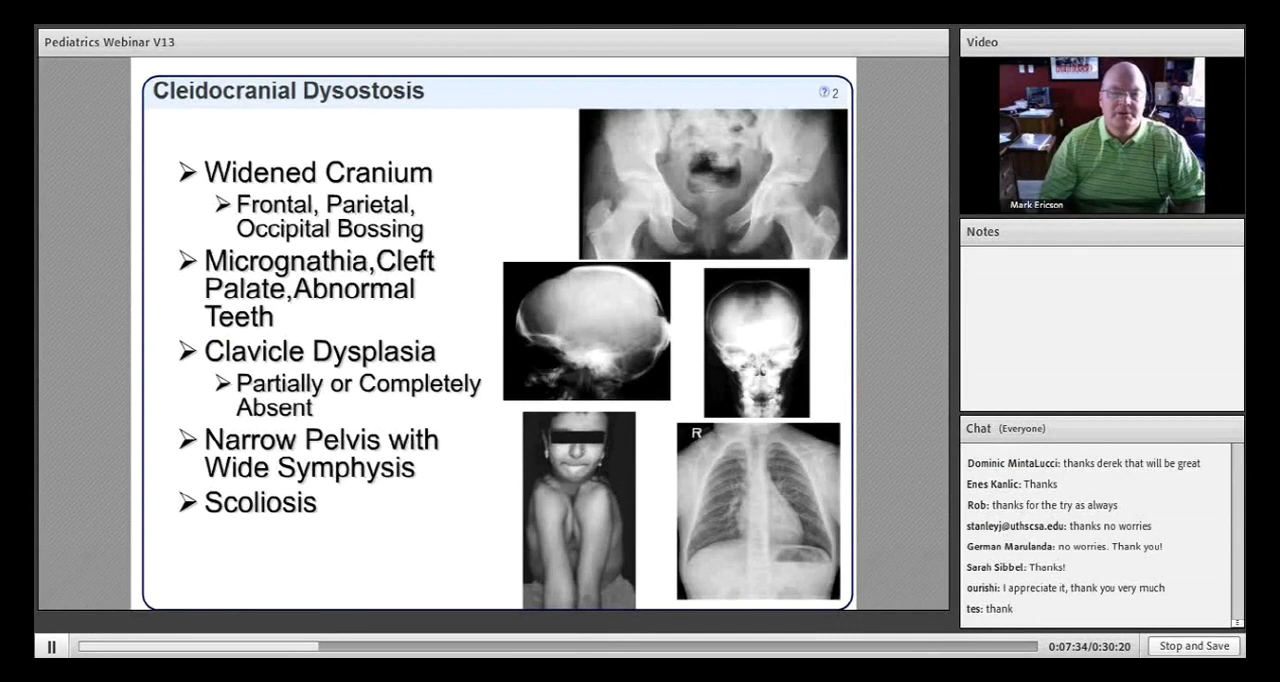 Pediatrics Webinar V13
Cleidocranial Dysostosis
2
Widened Cranium
Frontal, Parietal,
Occipital Bossing
Micrognathia,Cleft
Palate,Abnormal
Teeth
Clavicle Dysplasia
Partially or Completely
Absent
Narrow Pelvis with
Wide Symphysis
Scoliosis
R
Video
Mark Ericson
Notes
Chat (Everyone)
Dominic MintaLucci: thanks derek that will be great
Enes Kanlic: Thanks
Rob: thanks for the try as always
stanleyj@uthscsa.edu: thanks no worries
German Marulanda: no worries. Thank you!
Sarah Sibbel: Thanks!
ourishi: I appreciate it, thank you very much
tes: thank
0:07:34/0:30:20
Stop and Save